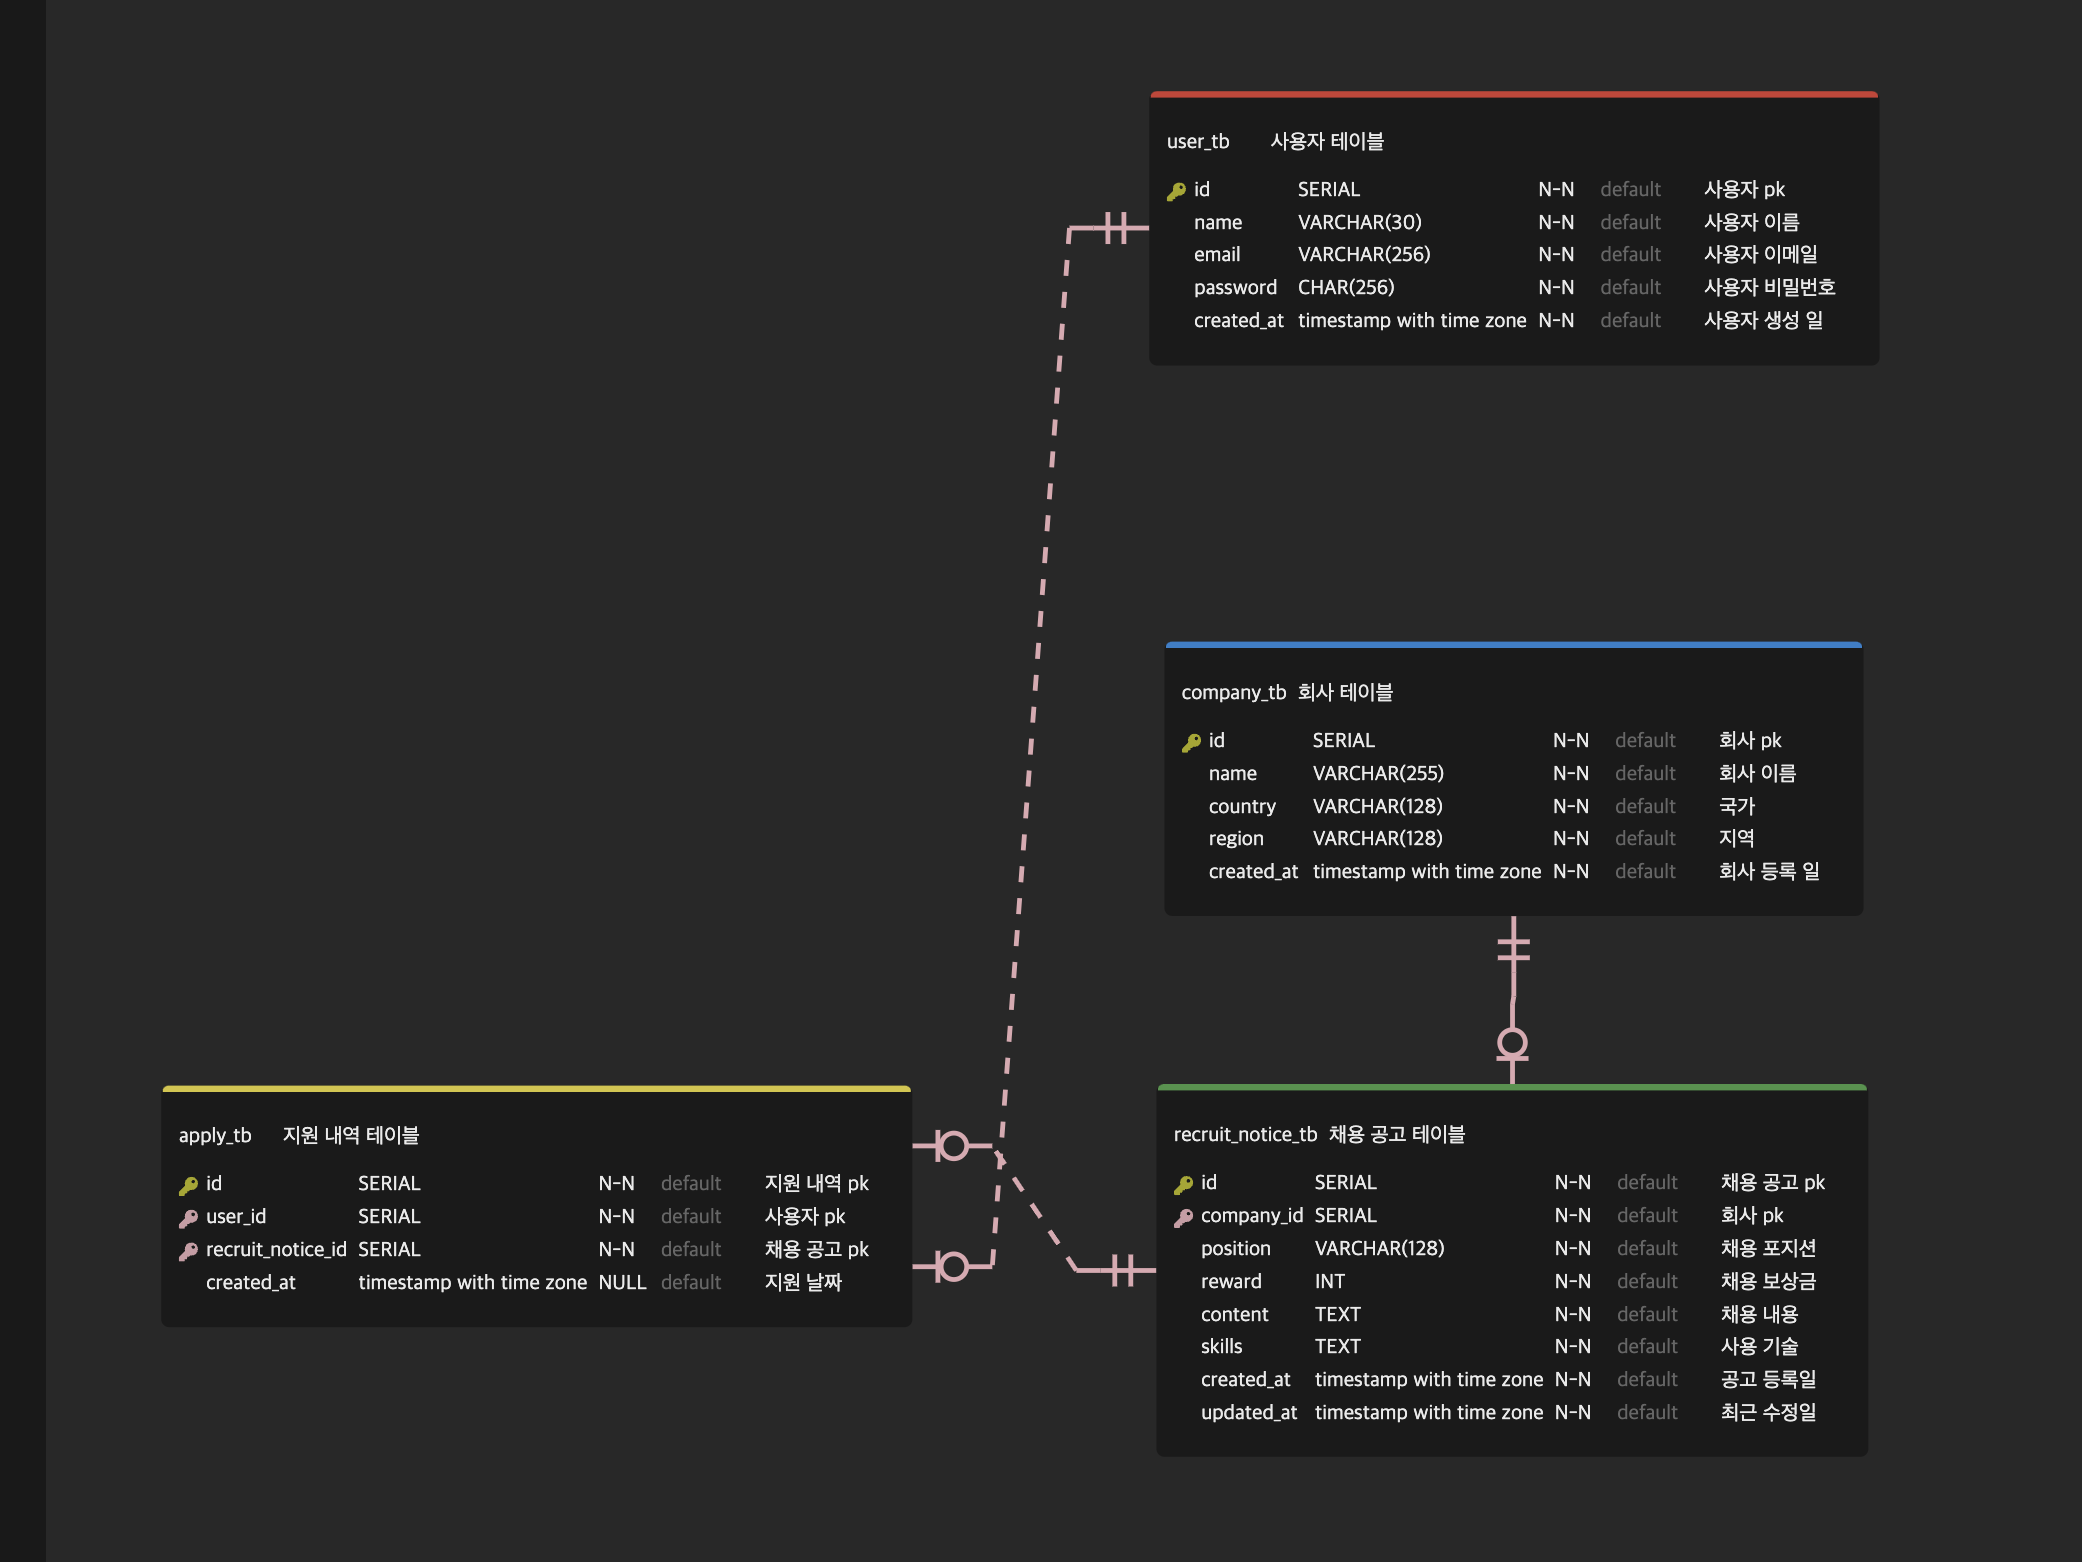 user_tb 사용자 테이블
id SERIAL N-N default 사용자 pk
name VARCHAR(30) N-N default 사용자 이름
email VARCHAR(256) N-N default 사용자 이메일
password CHAR(256) N-N default 사용자 비밀번호
created_at timestamp with time zone N-N default 사용자 생성 일
company_tb 회사 테이블
id SERIAL N-N default 회사 pk
name VARCHAR(255) N-N default 회사 이름
country VARCHAR(128) N-N default 국가
region VARCHAR(128) N-N default 지역
created_at timestamp with time zone N-N default 회사 등록 일
apply_tb 지원 내역 테이블
id SERIAL N-N default 지원 내역 pk
user_id SERIAL N-N default 사용자 pk
recruit_notice_id SERIAL N-N default 채용 공고 pk
created_at timestamp with time zone NULL default 지원 날짜
recruit_notice_tb 채용 공고 테이블
id SERIAL N-N default 채용 공고 pk
company_id SERIAL N-N default 회사 pk
position VARCHAR(128) N-N default 채용 포지션
reward INT N-N default 채용 보상금
content TEXT N-N default 채용 내용
skills TEXT N-N default 사용 기술
created_at timestamp with time zone N-N default 공고 등록일
updated_at timestamp with time zone N-N default 최근 수정일